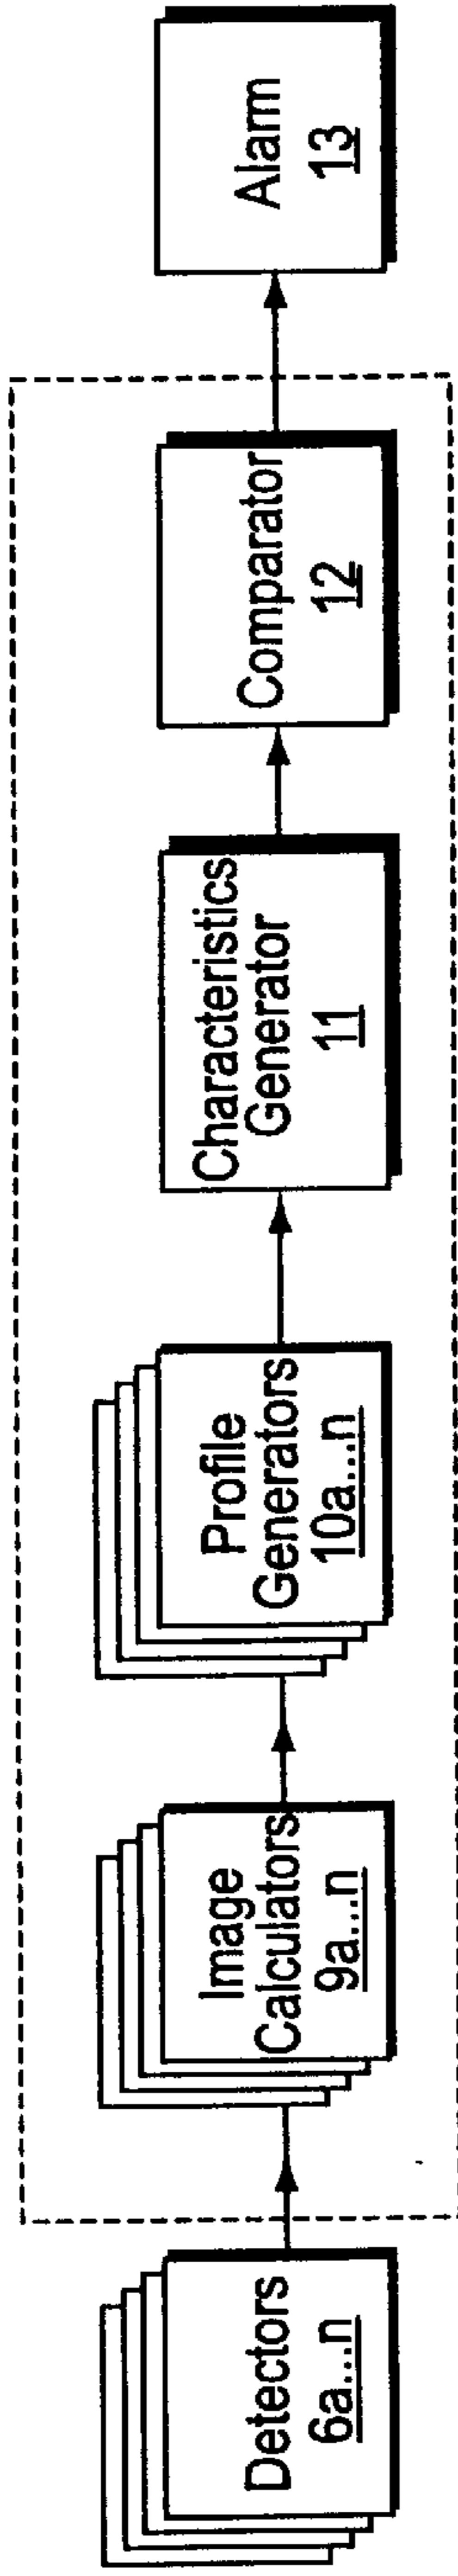 Detectors
6a...n
Image
Calculators
9a...n
Profile
Generators
10a...n
Characteristics
Generator
11
Comparator
12
Alarm
13